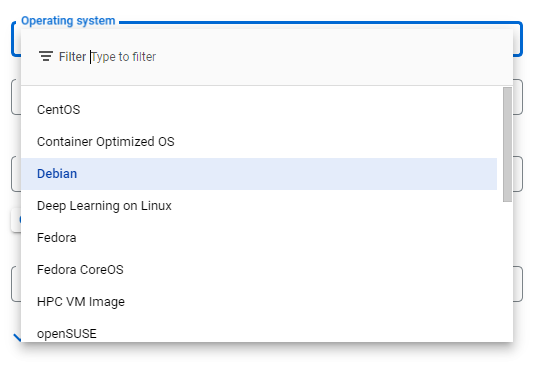 Operating system
Filter Type to filter
CentOS
Container Optimized OS
Debian
Deep Learning on Linux
Fedora
Fedora CoreOS
HPC VM Image
openSUSE